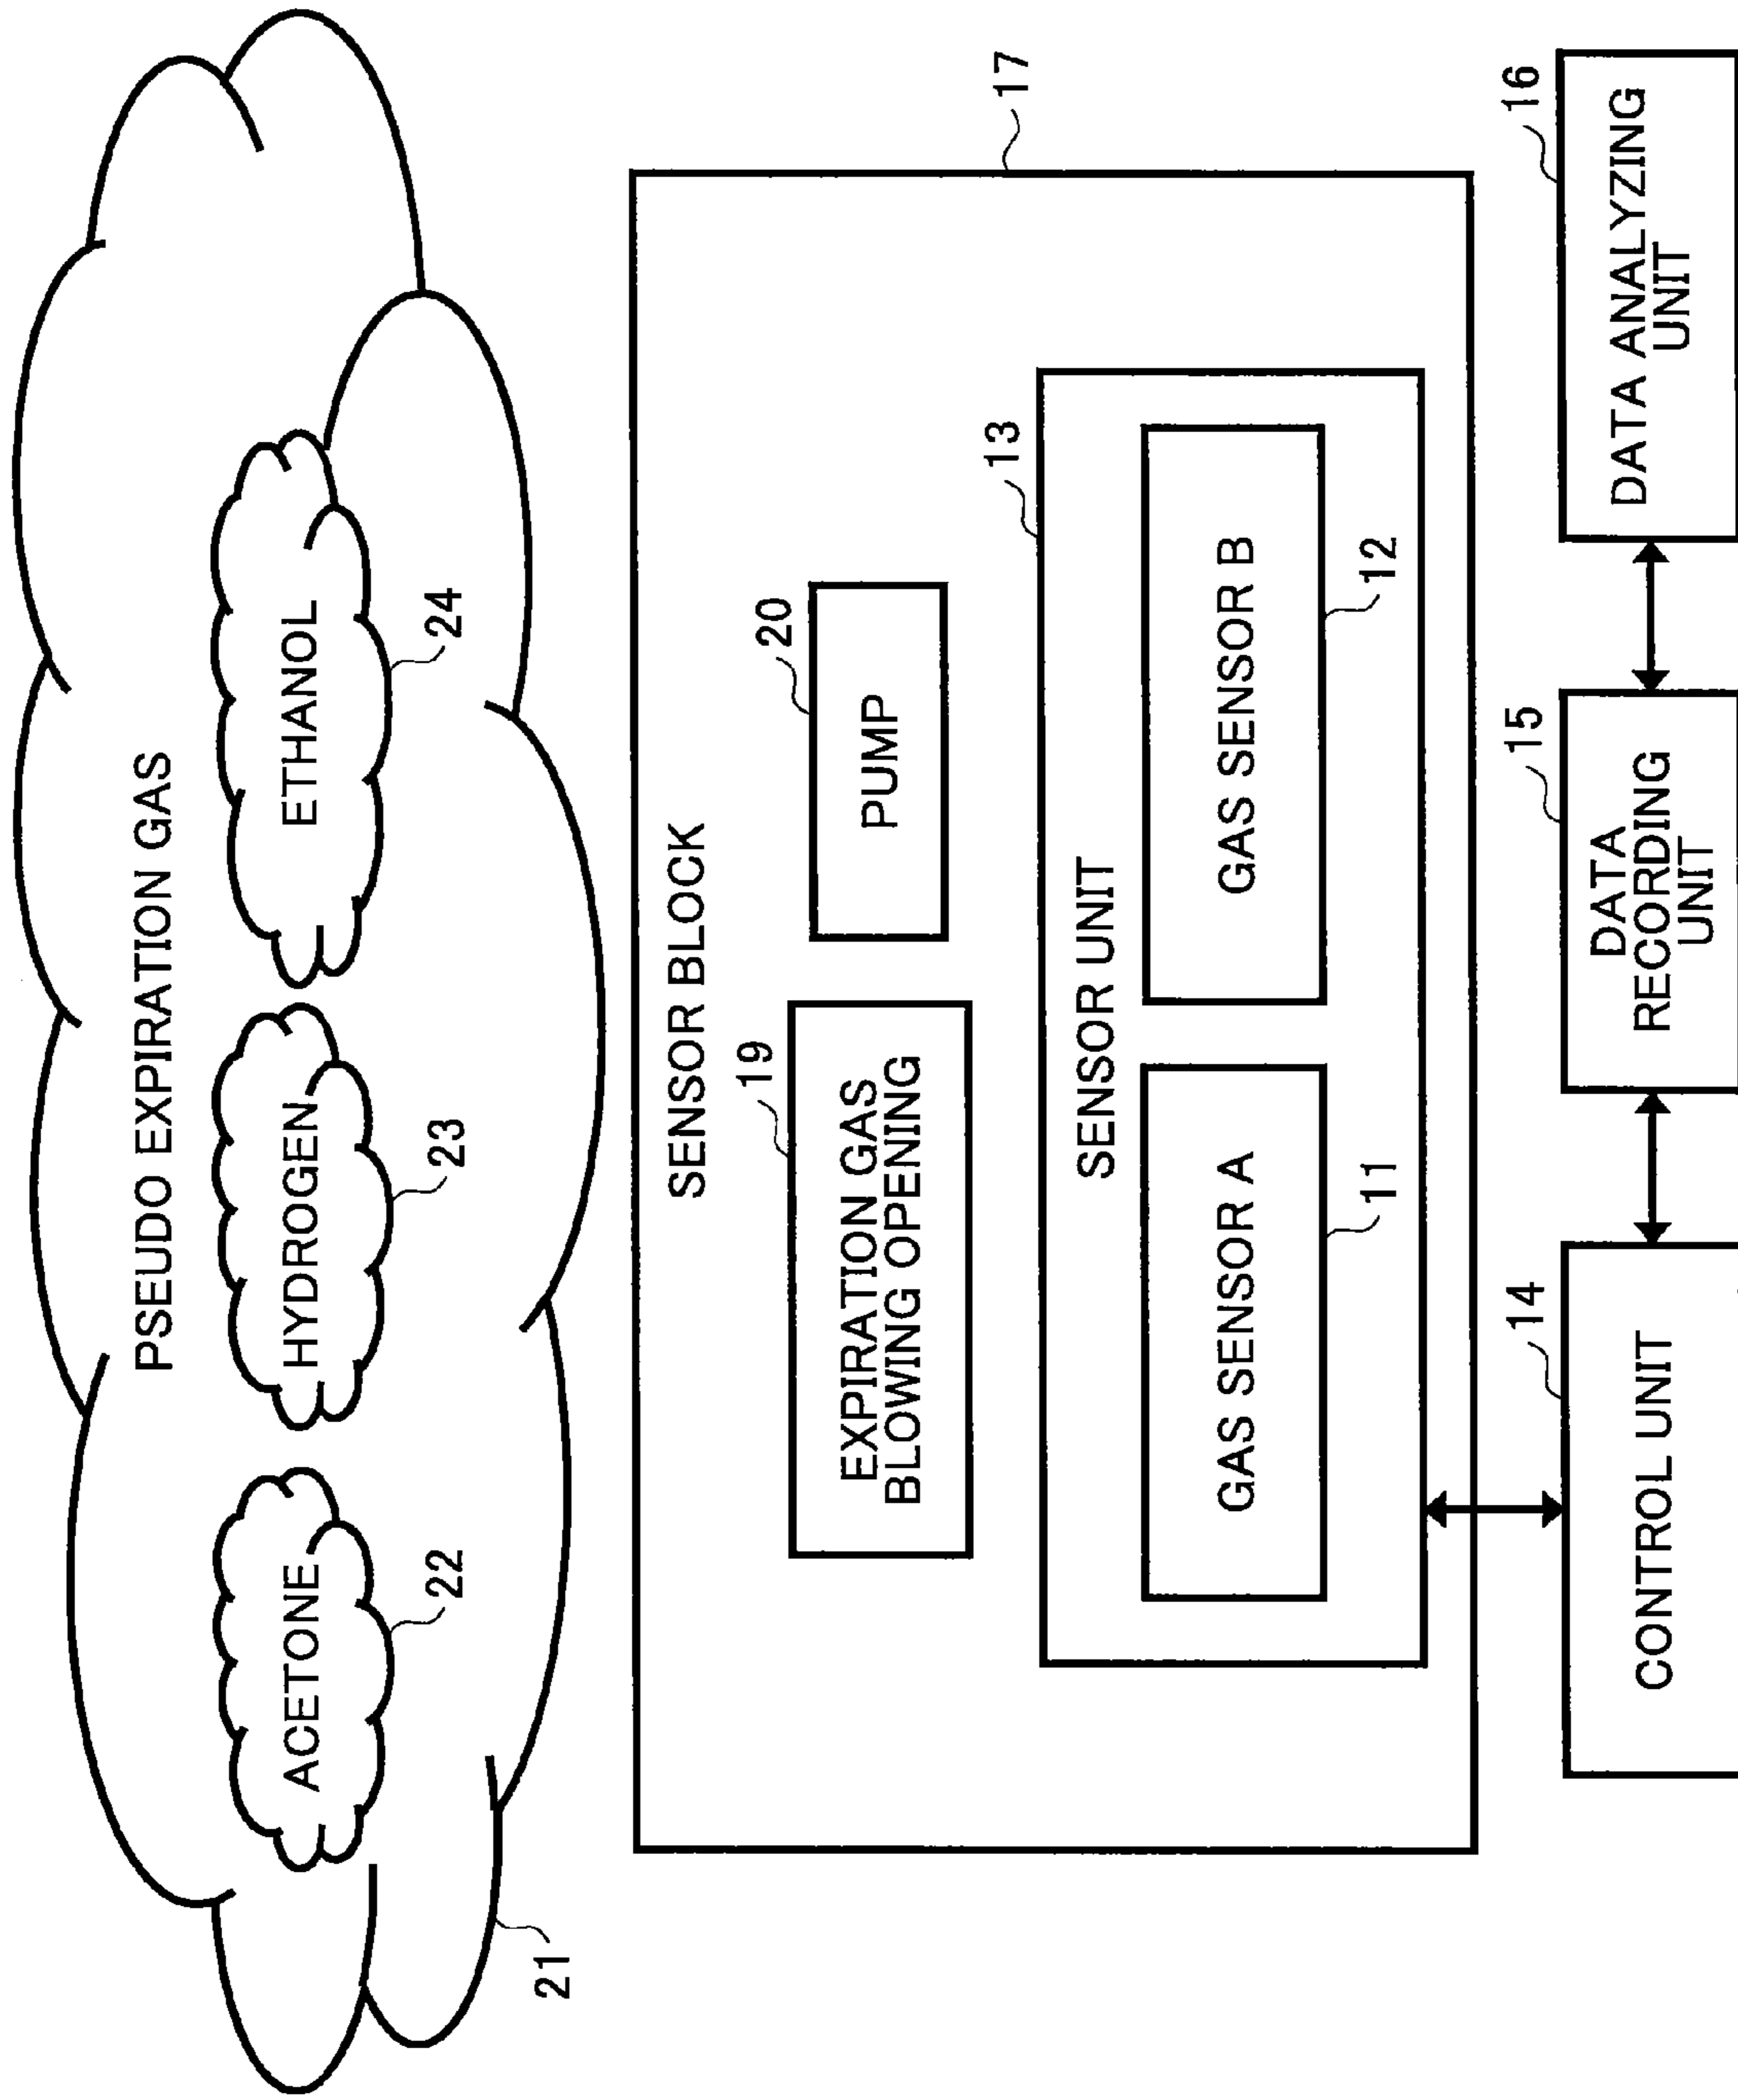 PSEUDO EXPIRATION GAS
ACETONE
HYDROGEN
ETHANOL
22
23
24
21
SENSOR BLOCK
17
19
20
EXPIRATION GAS
BLOWING OPENING
PUMP
SENSOR UNIT
13
GAS SENSOR A
GAS SENSOR B
11
12
14
15
16
CONTROL UNIT
DATA
RECORDING
UNIT
DATA ANALYZING
UNIT